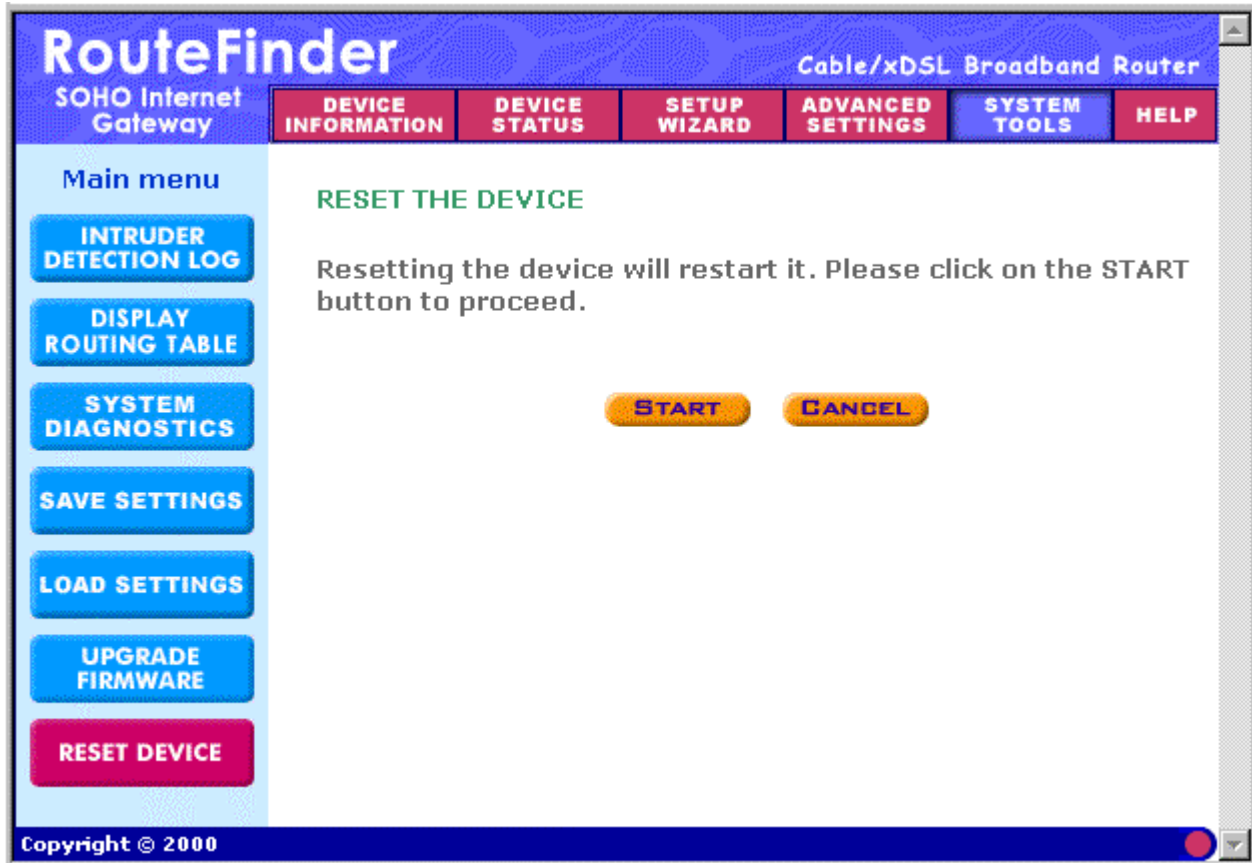 RouteFinder
Cable/xDSL Broadband Router
SOHO Internet
Gateway
DEVICE
INFORMATION
DEVICE
STATUS
SETUP
WIZARD
ADVANCED
SETTINGS
SYSTEM
TOOLS
HELP
Main menu
INTRUDER
DETECTION LOG
DISPLAY
ROUTING TABLE
SYSTEM
DIAGNOSTICS
SAVE SETTINGS
LOAD SETTINGS
UPGRADE
FIRMWARE
RESET DEVICE
RESET THE DEVICE
Resetting the device will restart it. Please click on the START
button to proceed.
START
CANCEL
Copyright © 2000